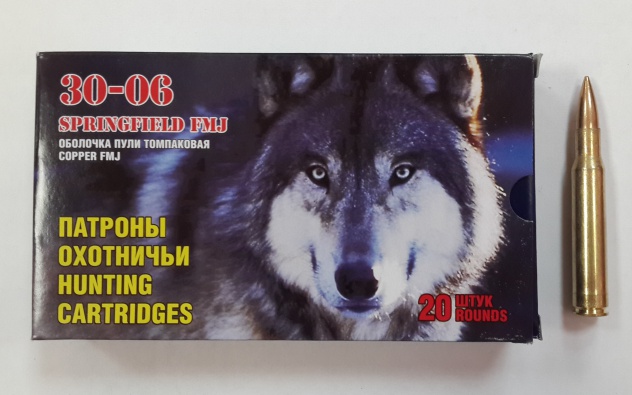 30-06
SPRINGFIELD FMJ
ОБОЛОЧКА ПУЛИ ТОМПАКОВАЯ
COPPER FMJ
ПАТРОНЫ
ОХОТНИЧЬИ
HUNTING
CARTRIDGES
20 ШТУК
ROUNDS